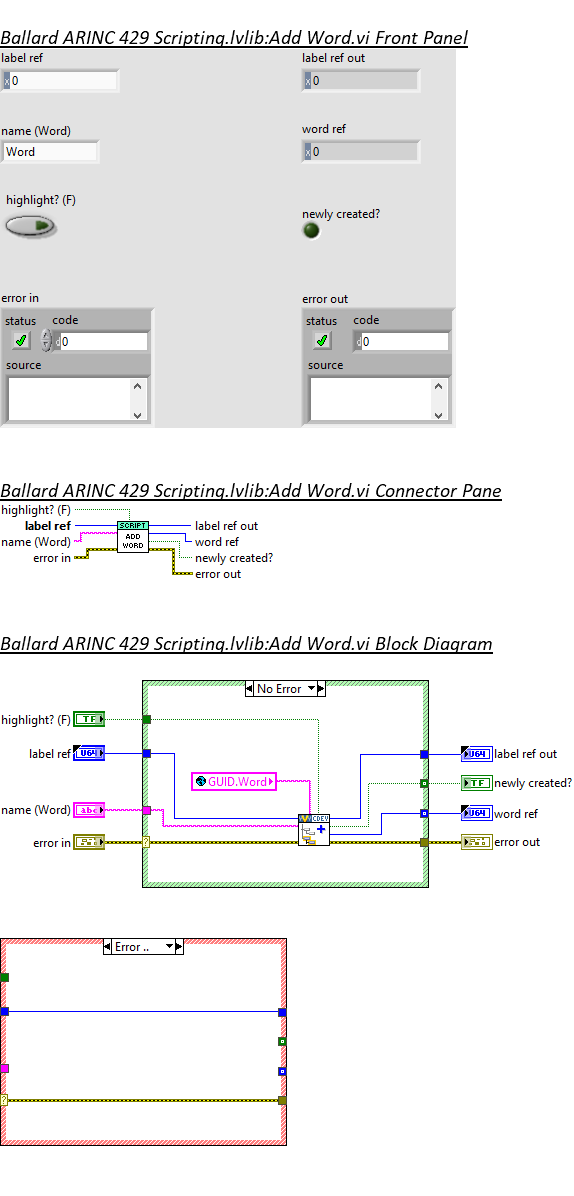 Ballard ARINC 429 Scripting.lvlib:Add Word.vi Front Panel
label ref
label ref out
x 0
x 0
name (Word)
word ref
Word
x 0
highlight? (F)
newly created?
error in
error out
status code
status code
d 0
d 0
source
source
Ballard ARINC 429 Scripting.lvlib:Add Word.vi Connector Pane
highlight? (F)
label ref
SCRIPT
label ref out
name (Word)
ADD
WORD
word ref
error in
newly created?
error out
Ballard ARINC 429 Scripting.lvlib:Add Word.vi Block Diagram
No Error
highlight? (F)
TF
label ref
U64
U64
label ref out
GUID.Word
TF
newly created?
name (Word)
abc
CDEV
U64
word ref
error in
?
error out
Error ..
?